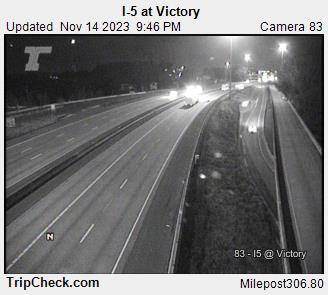 I-5 at Victory
Updated Nov 14 2023 9:46 PM Camera 83
T
N
83 - I5 @ Victory
TripCheck.com Milepost306.80